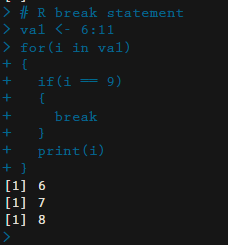 > # R break statement
> val <- 6:11
> for(i in val)
+ {
+   if(i == 9)
+   {
+     break
+   }
+   print(i)
+ }
[1] 6
[1] 7
[1] 8
>